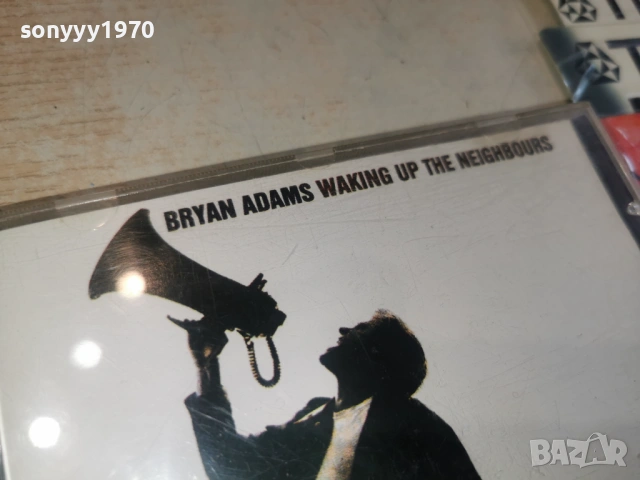 sonyyy1970
BRYAN ADAMS WAKING UP THE NEIGHBOURS
BAZAR